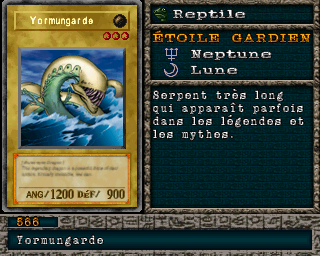 Yormungarde
ANG/1200 DéF/ 900
Reptile
ÉTOILE GARDIEN
Neptune
Lune
Serpent très long
qui apparaît parfois
dans les légendes et
les mythes.
566
Yormungarde